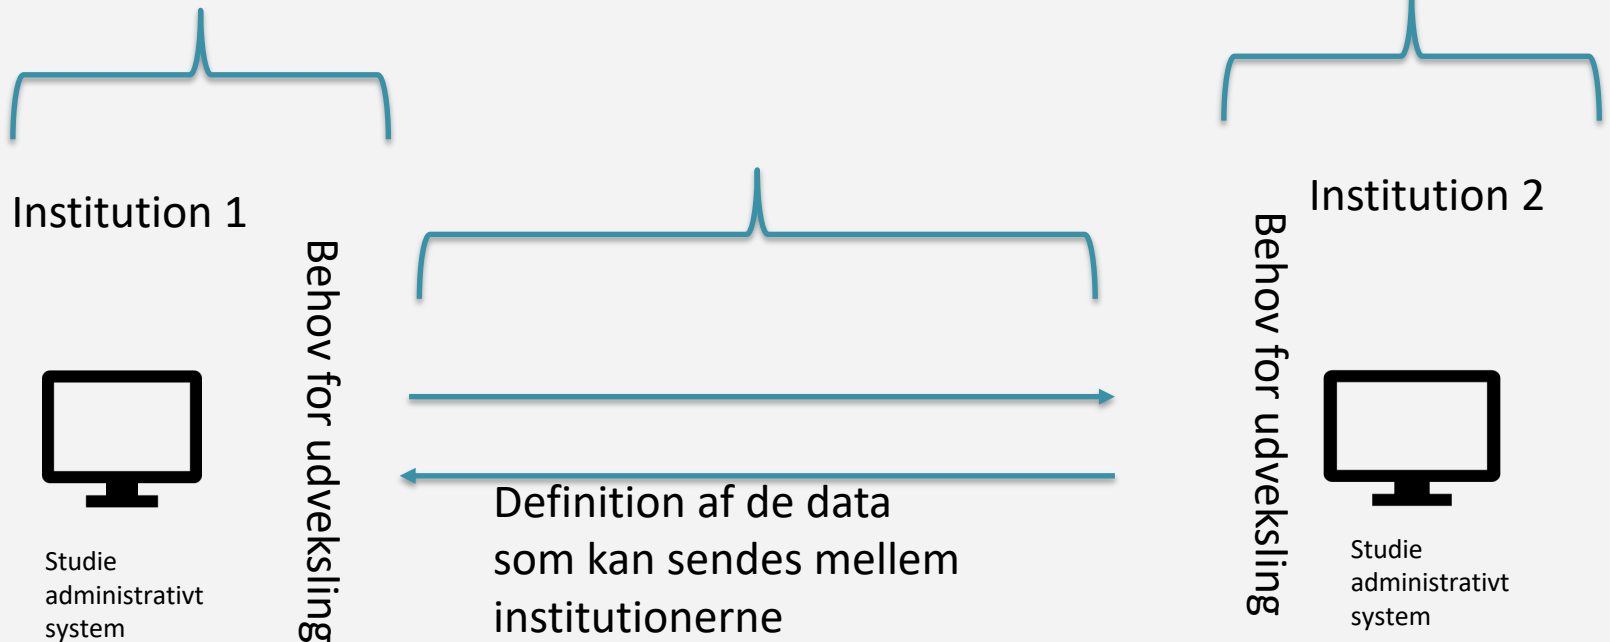 Institution 1
Institution 2
Behov for udveksling
Behov for udveksling
Definition af de data
som kan sendes mellem
institutionerne
Studie
administrativt
system
Studie
administrativt
system